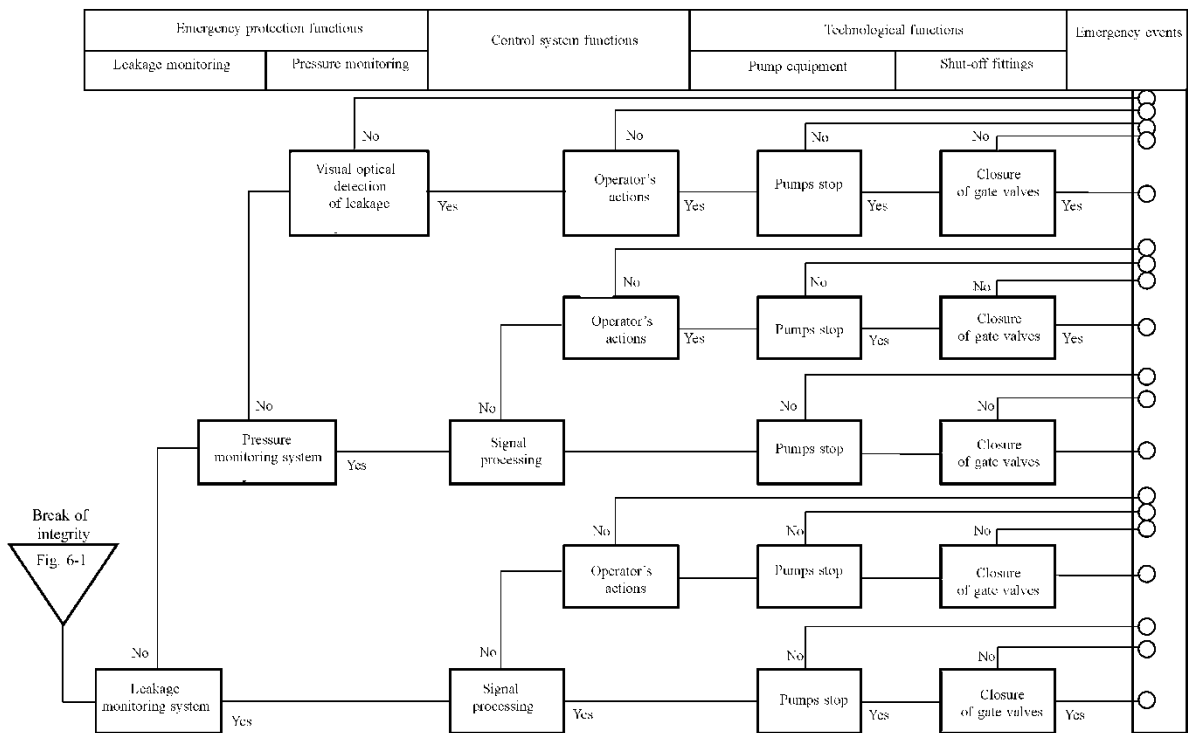 Emergency protection functions
Control system functions
Technological functions
Emergency events
Leakage monitoring
Pressure monitoring
Pump equipment
Shut-off fittings
No
No
No
No
Visual optical
detection
of leakage
Operator's
actions
Pumps stop
Closure
of gate valves
Yes
Yes
Yes
Yes
No
No
No
Operator's
actions
Pumps stop
Closure
of gate valves
Yes
Yes
Yes
No
No
No
No
Pressure
monitoring system
Signal
processing
Pumps stop
Closure
of gate valves
Yes
Break of
integrity
Fig. 6-1
No
No
No
Operator's
actions
Pumps stop
Closure
of gate valves
No
No
No
No
Leakage
monitoring system
Signal
processing
Pumps stop
Closure
of gate valves
Yes
Yes
Yes
Yes